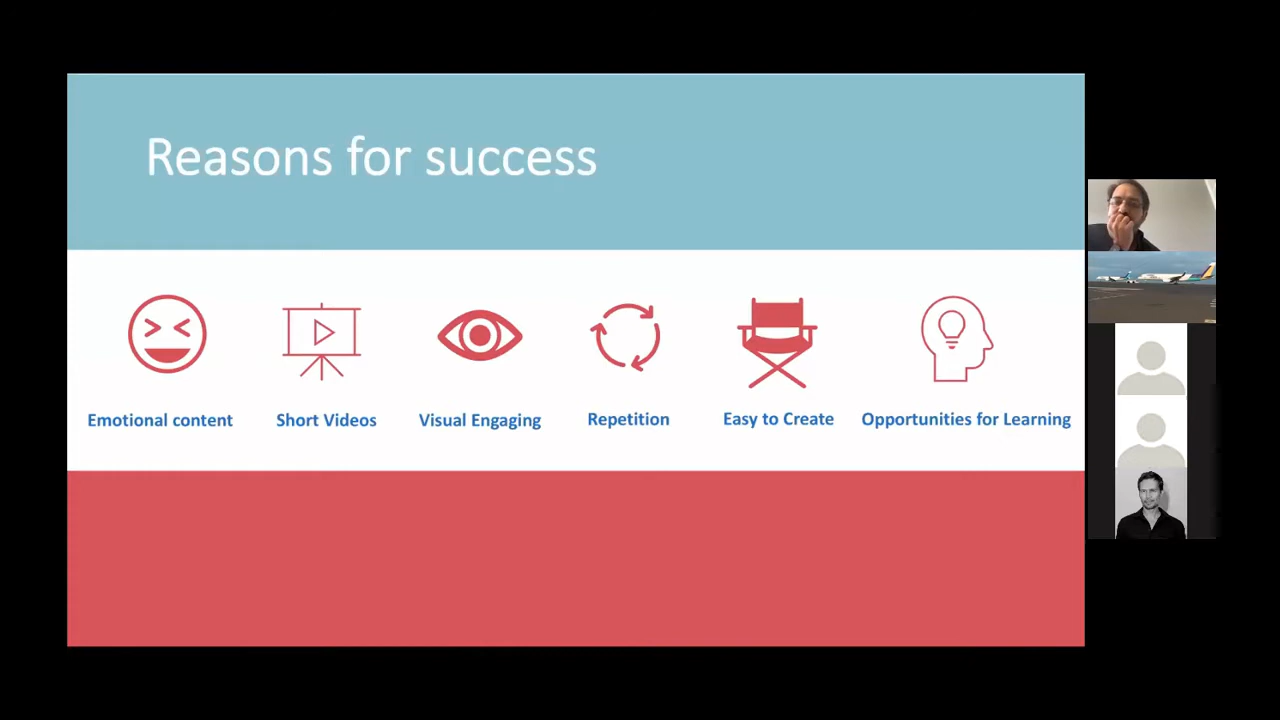 Reasons for success
Emotional content
Short Videos
Visual Engaging
Repetition
Easy to Create
Opportunities for Learning